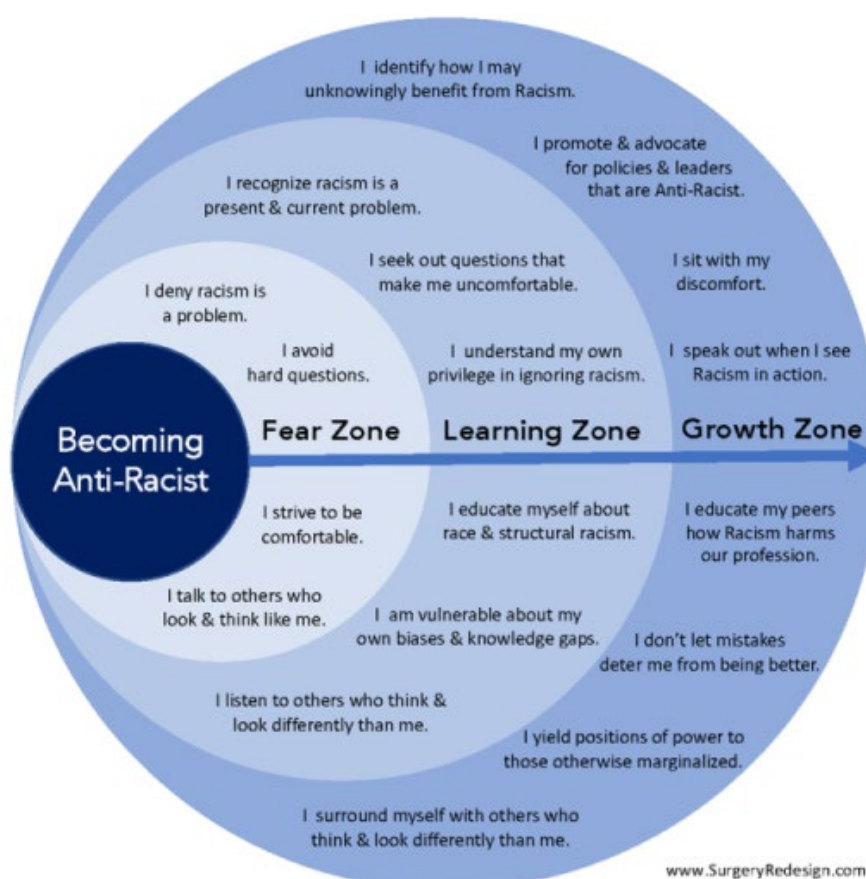 I identify how I may
unknowingly benefit from Racism.
I promote & advocate
for policies & leaders
that are Anti-Racist.
I recognize racism is a
present & current problem.
I seek out questions that
make me uncomfortable.
I sit with my
discomfort.
I deny racism is
a problem.
I avoid
hard questions.
I understand my own
privilege in ignoring racism.
I speak out when I see
Racism in action.
Becoming
Anti-Racist
Fear Zone
Learning Zone
Growth Zone
I strive to be
comfortable.
I educate myself about
race & structural racism.
I educate my peers
how Racism harms
our profession.
I talk to others who
look & think like me.
I am vulnerable about my
own biases & knowledge gaps.
I don't let mistakes
deter me from being better.
I listen to others who think &
look differently than me.
I yield positions of power to
those otherwise marginalized.
I surround myself with others who
think & look differently than me.
www.SurgeryRedesign.com